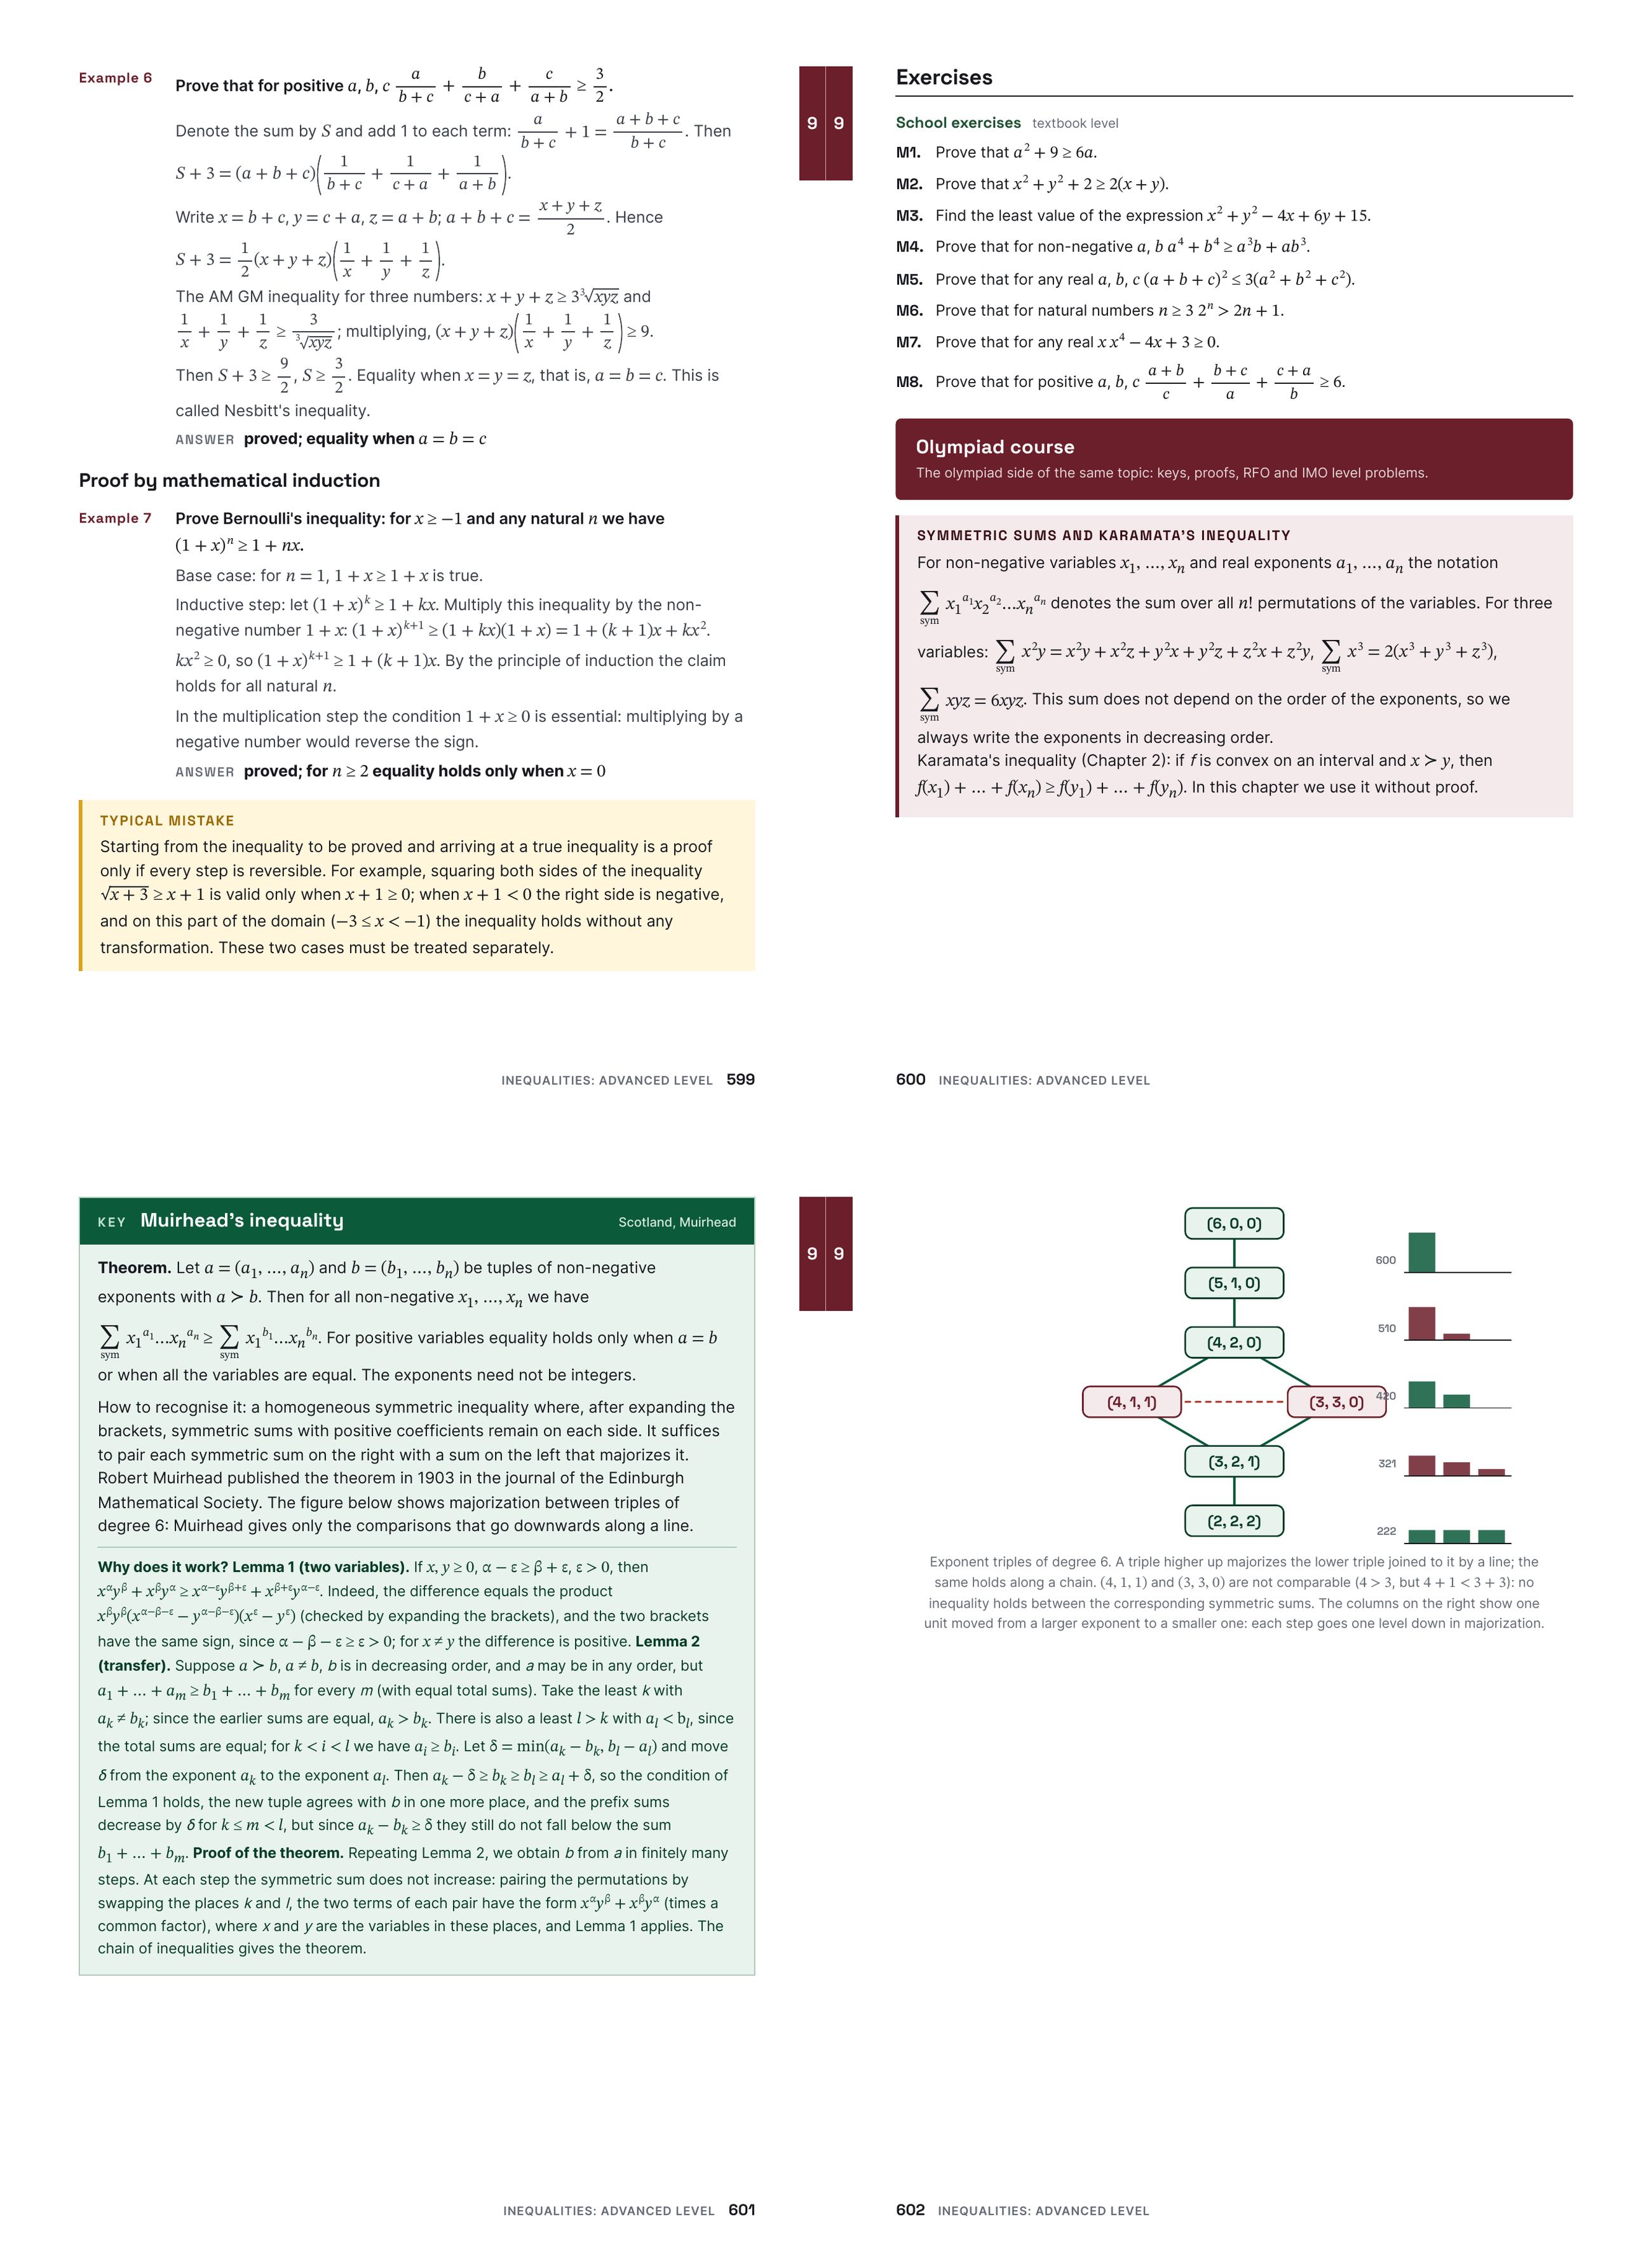 Example 6 Prove that for positive a, b, c a/(b + c) + b/(c + a) + c/(a + b) ≥ 3/2.
Denote the sum by S and add 1 to each term: a/(b + c) + 1 = (a + b + c)/(b + c). Then
S + 3 = (a + b + c)(1/(b + c) + 1/(c + a) + 1/(a + b)).
Write x = b + c, y = c + a, z = a + b; a + b + c = (x + y + z)/2. Hence
S + 3 = 1/2(x + y + z)(1/x + 1/y + 1/z).
The AM GM inequality for three numbers: x + y + z ≥ 3∛xyz and
1/x + 1/y + 1/z ≥ 3/∛xyz; multiplying, (x + y + z)(1/x + 1/y + 1/z) ≥ 9.
Then S + 3 ≥ 9/2, S ≥ 3/2. Equality when x = y = z, that is, a = b = c. This is
called Nesbitt's inequality.
ANSWER proved; equality when a = b = c
Proof by mathematical induction
Example 7 Prove Bernoulli's inequality: for x ≥ −1 and any natural n we have
(1 + x)ⁿ ≥ 1 + nx.
Base case: for n = 1, 1 + x ≥ 1 + x is true.
Inductive step: let (1 + x)^k ≥ 1 + kx. Multiply this inequality by the non-
negative number 1 + x: (1 + x)^(k+1) ≥ (1 + kx)(1 + x) = 1 + (k + 1)x + kx².
kx² ≥ 0, so (1 + x)^(k+1) ≥ 1 + (k + 1)x. By the principle of induction the claim
holds for all natural n.
In the multiplication step the condition 1 + x ≥ 0 is essential: multiplying by a
negative number would reverse the sign.
ANSWER proved; for n ≥ 2 equality holds only when x = 0
TYPICAL MISTAKE
Starting from the inequality to be proved and arriving at a true inequality is a proof
only if every step is reversible. For example, squaring both sides of the inequality
√(x + 3) ≥ x + 1 is valid only when x + 1 ≥ 0; when x + 1 < 0 the right side is negative,
and on this part of the domain (−3 ≤ x < −1) the inequality holds without any
transformation. These two cases must be treated separately.
INEQUALITIES: ADVANCED LEVEL 599
9 9
Exercises
School exercises textbook level
M1. Prove that a² + 9 ≥ 6a.
M2. Prove that x² + y² + 2 ≥ 2(x + y).
M3. Find the least value of the expression x² + y² − 4x + 6y + 15.
M4. Prove that for non-negative a, b a⁴ + b⁴ ≥ a³b + ab³.
M5. Prove that for any real a, b, c (a + b + c)² ≤ 3(a² + b² + c²).
M6. Prove that for natural numbers n ≥ 3 2ⁿ > 2n + 1.
M7. Prove that for any real x x⁴ − 4x + 3 ≥ 0.
M8. Prove that for positive a, b, c (a + b)/c + (b + c)/a + (c + a)/b ≥ 6.
Olympiad course
The olympiad side of the same topic: keys, proofs, RFO and IMO level problems.
SYMMETRIC SUMS AND KARAMATA'S INEQUALITY
For non-negative variables x₁, …, xₙ and real exponents a₁, …, aₙ the notation
∑sym x₁^a₁x₂^a₂…xₙ^aₙ denotes the sum over all n! permutations of the variables. For three
variables: ∑sym x²y = x²y + x²z + y²x + y²z + z²x + z²y, ∑sym x³ = 2(x³ + y³ + z³),
∑sym xyz = 6xyz. This sum does not depend on the order of the exponents, so we
always write the exponents in decreasing order.
Karamata's inequality (Chapter 2): if f is convex on an interval and x ≻ y, then
f(x₁) + … + f(xₙ) ≥ f(y₁) + … + f(yₙ). In this chapter we use it without proof.
600 INEQUALITIES: ADVANCED LEVEL
KEY Muirhead's inequality Scotland, Muirhead
Theorem. Let a = (a₁, …, aₙ) and b = (b₁, …, bₙ) be tuples of non-negative
exponents with a ≻ b. Then for all non-negative x₁, …, xₙ we have
∑sym x₁^a₁…xₙ^aₙ ≥ ∑sym x₁^b₁…xₙ^bₙ. For positive variables equality holds only when a = b
or when all the variables are equal. The exponents need not be integers.
How to recognise it: a homogeneous symmetric inequality where, after expanding the
brackets, symmetric sums with positive coefficients remain on each side. It suffices
to pair each symmetric sum on the right with a sum on the left that majorizes it.
Robert Muirhead published the theorem in 1903 in the journal of the Edinburgh
Mathematical Society. The figure below shows majorization between triples of
degree 6: Muirhead gives only the comparisons that go downwards along a line.
Why does it work? Lemma 1 (two variables). If x, y ≥ 0, α − ε ≥ β + ε, ε > 0, then
x^α y^β + x^β y^α ≥ x^(α−ε) y^(β+ε) + x^(β+ε) y^(α−ε). Indeed, the difference equals the product
x^β y^β(x^(α−β−ε) − y^(α−β−ε))(x^ε − y^ε) (checked by expanding the brackets), and the two brackets
have the same sign, since α − β − ε ≥ ε > 0; for x ≠ y the difference is positive. Lemma 2
(transfer). Suppose a ≻ b, a ≠ b, b is in decreasing order, and a may be in any order, but
a₁ + … + aₘ ≥ b₁ + … + bₘ for every m (with equal total sums). Take the least k with
a_k ≠ b_k; since the earlier sums are equal, a_k > b_k. There is also a least l > k with a_l < b_l, since
the total sums are equal; for k < i < l we have a_i ≥ b_i. Let δ = min(a_k − b_k, b_l − a_l) and move
δ from the exponent a_k to the exponent a_l. Then a_k − δ ≥ b_k ≥ b_l ≥ a_l + δ, so the condition of
Lemma 1 holds, the new tuple agrees with b in one more place, and the prefix sums
decrease by δ for k ≤ m < l, but since a_k − b_k ≥ δ they still do not fall below the sum
b₁ + … + bₘ. Proof of the theorem. Repeating Lemma 2, we obtain b from a in finitely many
steps. At each step the symmetric sum does not increase: pairing the permutations by
swapping the places k and l, the two terms of each pair have the form x^α y^β + x^β y^α (times a
common factor), where x and y are the variables in these places, and Lemma 1 applies. The
chain of inequalities gives the theorem.
INEQUALITIES: ADVANCED LEVEL 601
9 9
(6, 0, 0)
600
(5, 1, 0)
510
(4, 2, 0)
(4, 1, 1) (3, 3, 0) 420
(3, 2, 1) 321
(2, 2, 2) 222
Exponent triples of degree 6. A triple higher up majorizes the lower triple joined to it by a line; the
same holds along a chain. (4, 1, 1) and (3, 3, 0) are not comparable (4 > 3, but 4 + 1 < 3 + 3): no
inequality holds between the corresponding symmetric sums. The columns on the right show one
unit moved from a larger exponent to a smaller one: each step goes one level down in majorization.
602 INEQUALITIES: ADVANCED LEVEL